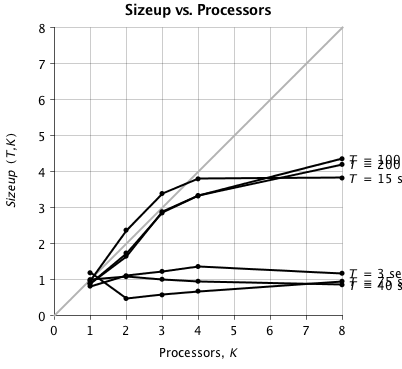 Sizeup vs. Processors
8
7
6
5
4
3
2
1
0
Sizeup (T,K)
T = 100
T = 200
T = 15 s
T = 3 se
T = 40 s
0 1 2 3 4 5 6 7 8
Processors, K